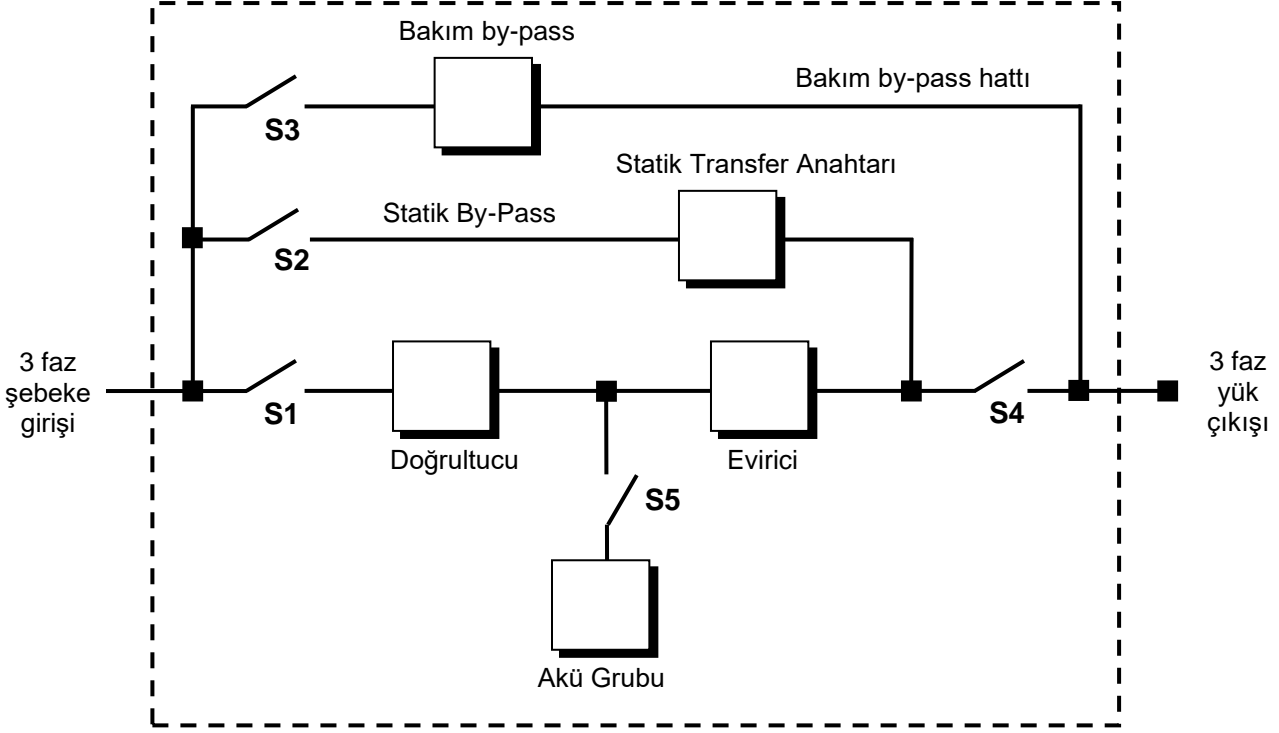 Bakım by-pass
Bakım by-pass hattı
S3
Statik Transfer Anahtarı
Statik By-Pass
S2
3 faz
şebeke
girişi
S1
Doğrultucu
Evirici
S4
3 faz
yük
çıkışı
S5
Akü Grubu